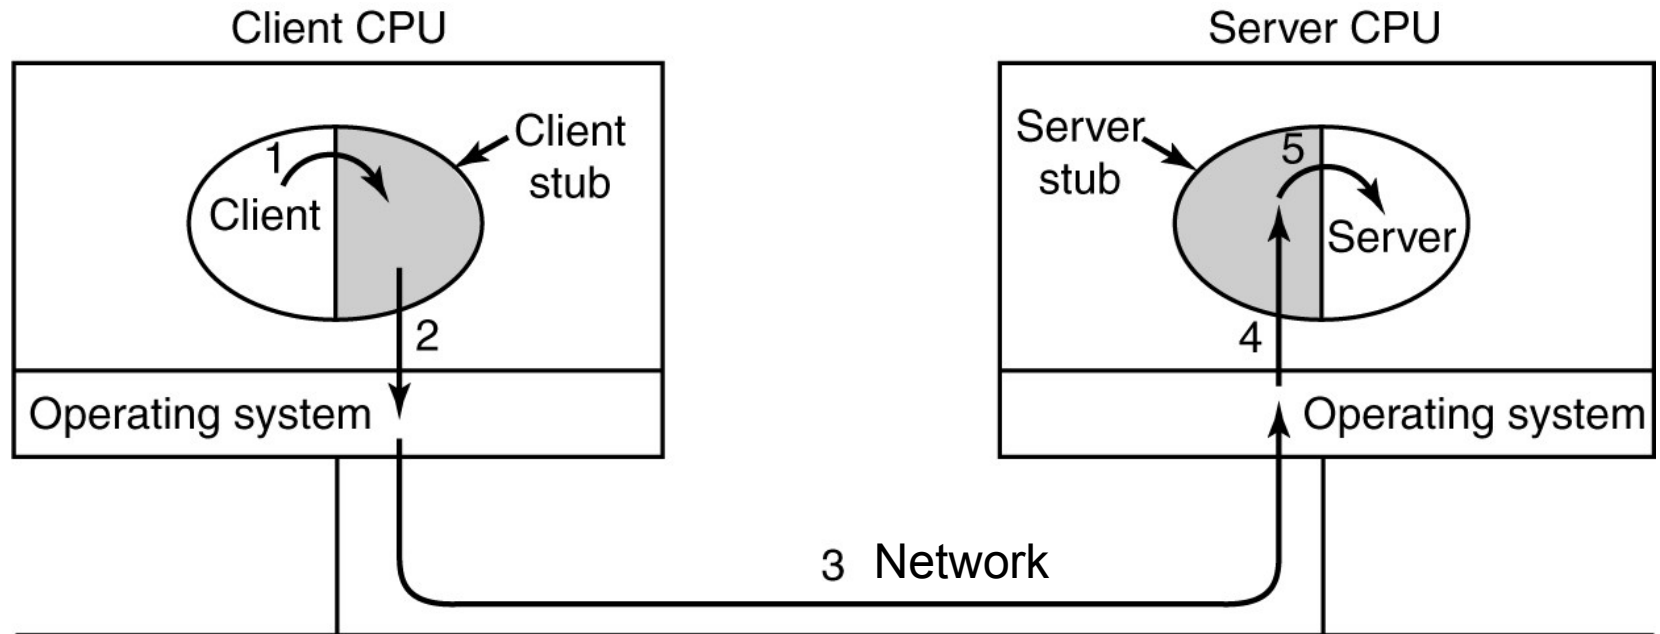 Client CPU
Server CPU
1
Client
Client
stub
2
Operating system
Server
stub
5
Server
4
Operating system
3 Network